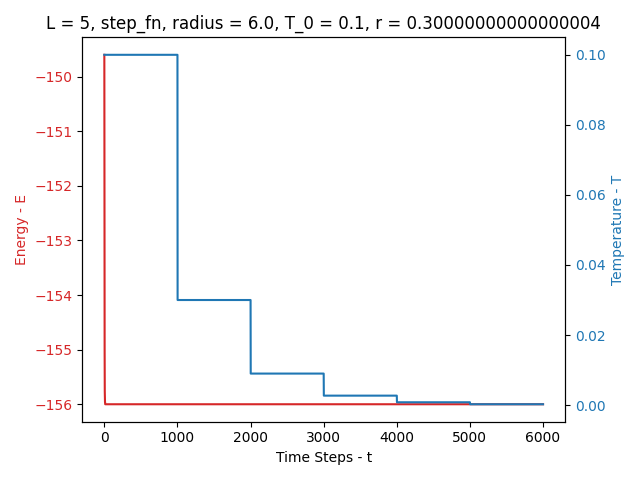 L = 5, step_fn, radius = 6.0, T_0 = 0.1, r = 0.30000000000000004
Energy - E
−150
−151
−152
−153
−154
−155
−156
0.10
0.08
0.06
0.04
0.02
0.00
Temperature - T
0 1000 2000 3000 4000 5000 6000
Time Steps - t